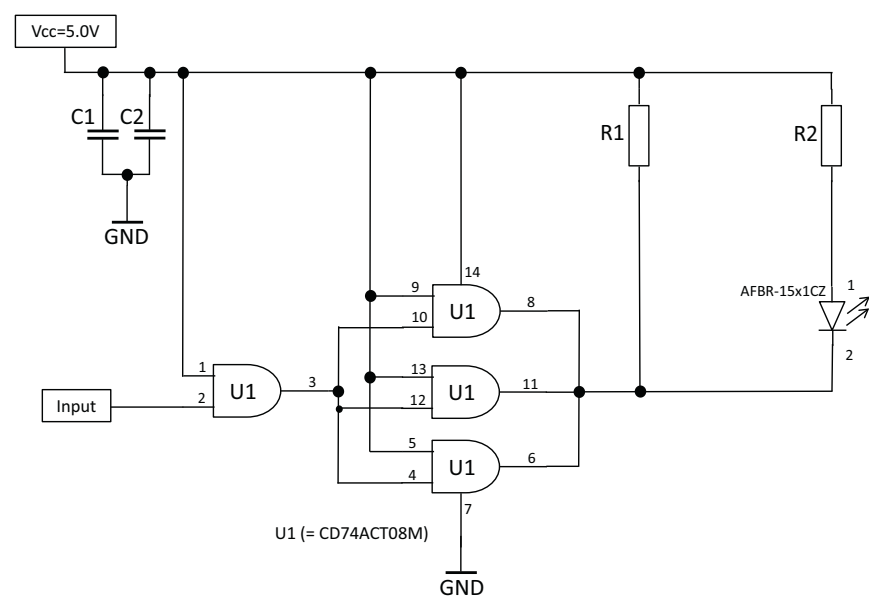 Vcc=5.0V
C1
C2
R1
R2
GND
14
9
U1
8
10
AFBR-15x1CZ
1
2
1
U1
3
2
Input
13
U1
11
12
5
U1
6
4
7
U1 (= CD74ACT08M)
GND